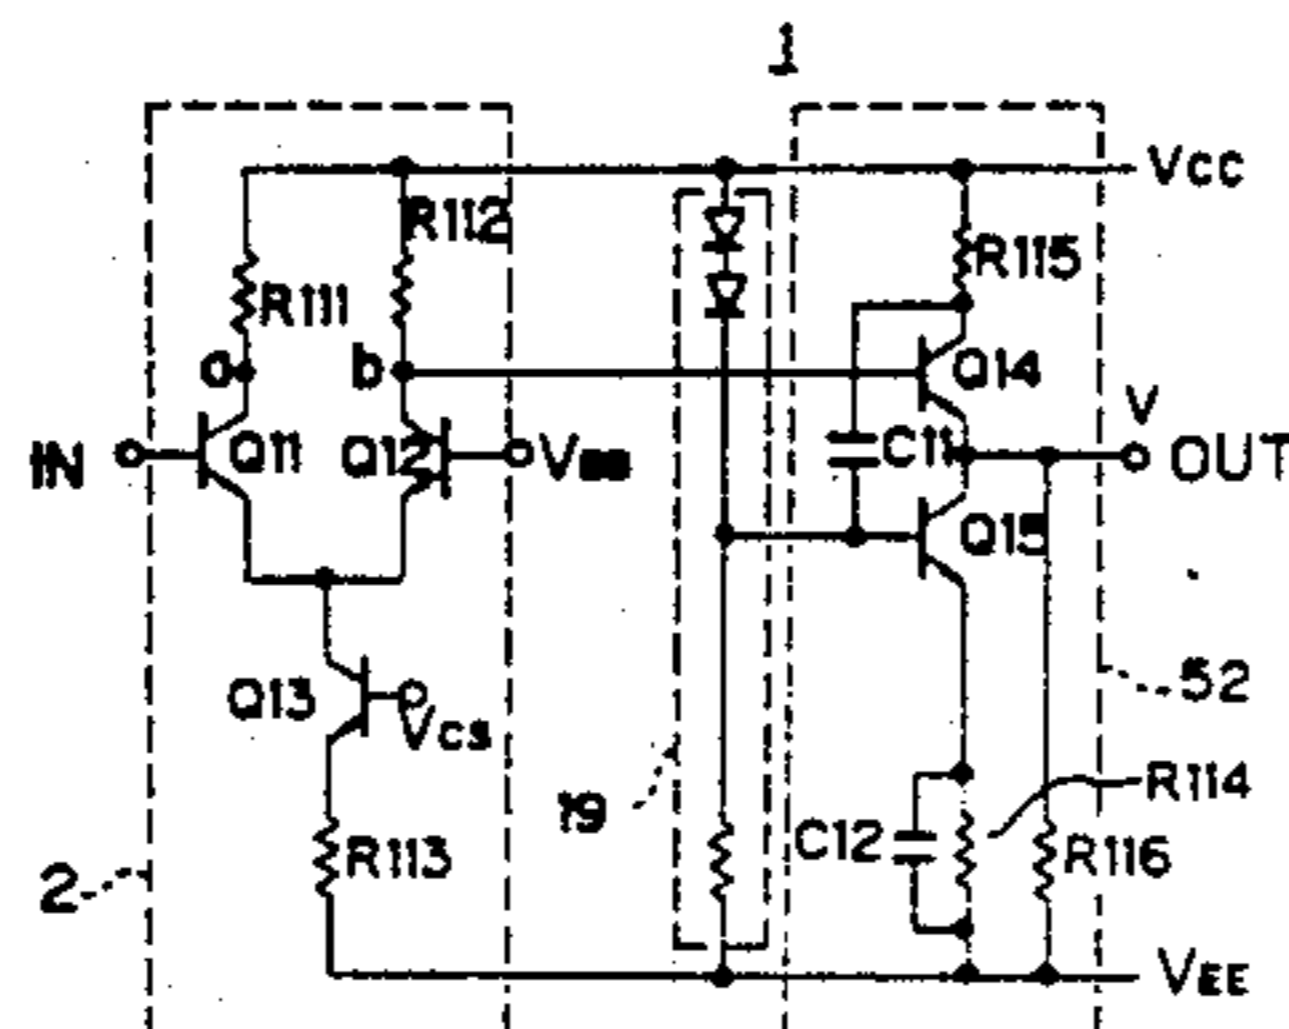 1
VCC
R112
R115
R111
a
b
Q14
V
IN
Q11
Q12
VBB
C11
OUT
Q15
52
Q13
VCS
R114
19
C12
2
R113
R116
VEE